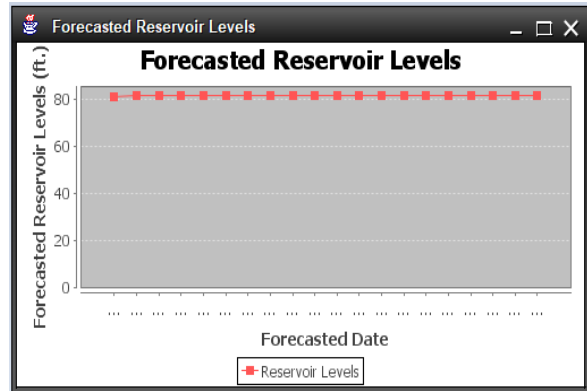 Forecasted Reservoir Levels
Forecasted Reservoir Levels
Forecasted Reservoir Levels (ft.)
80
60
40
20
0
... ... ... ... ... ... ... ... ... ... ... ... ... ... ... ... ... ... ... ...
Forecasted Date
Reservoir Levels